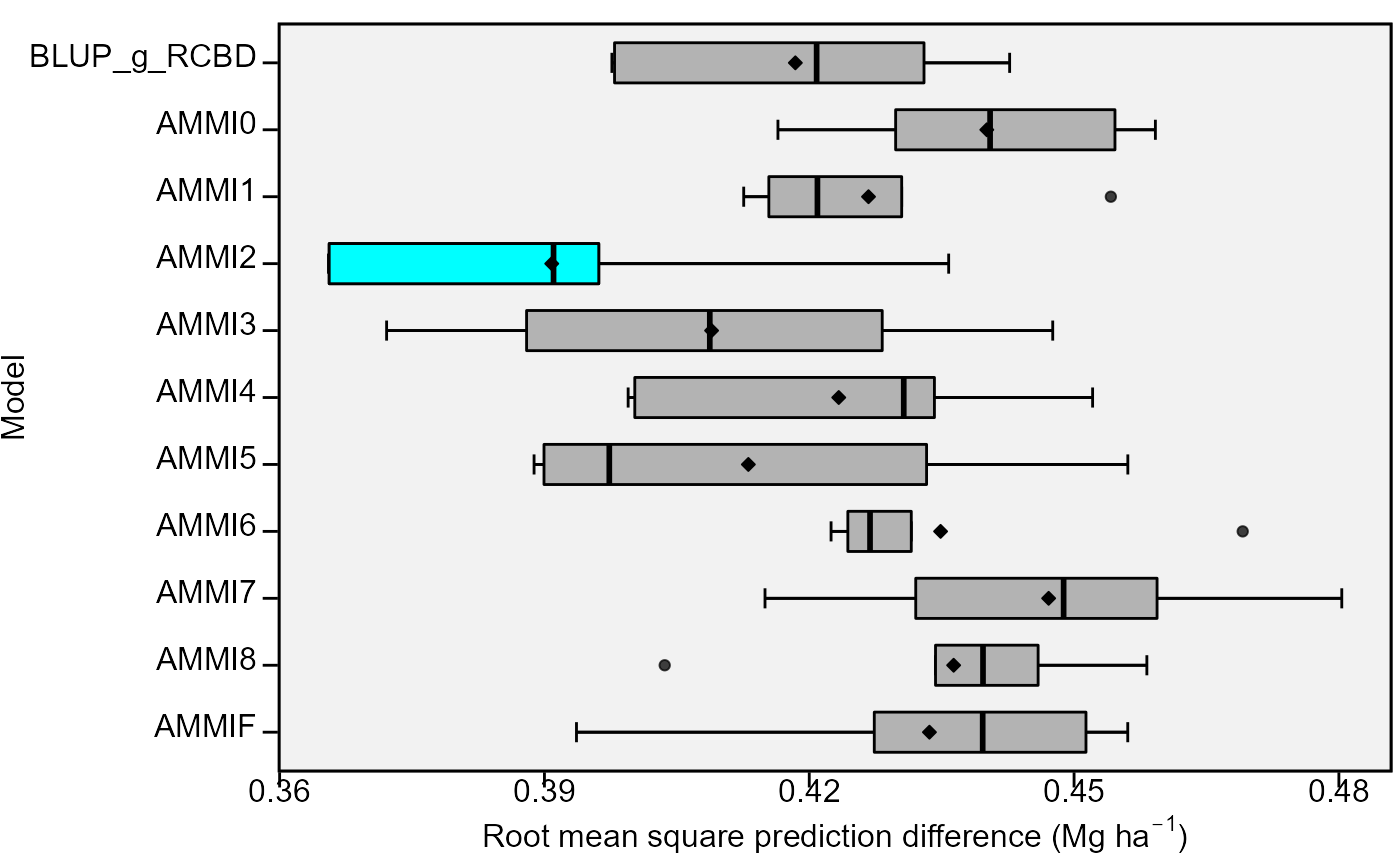 BLUP_g_RCBD
AMMI0
AMMI1
AMMI2
AMMI3
AMMI4
AMMI5
AMMI6
AMMI7
AMMI8
AMMIF
Model
0.36 0.39 0.42 0.45 0.48
Root mean square prediction difference (Mg ha⁻¹)